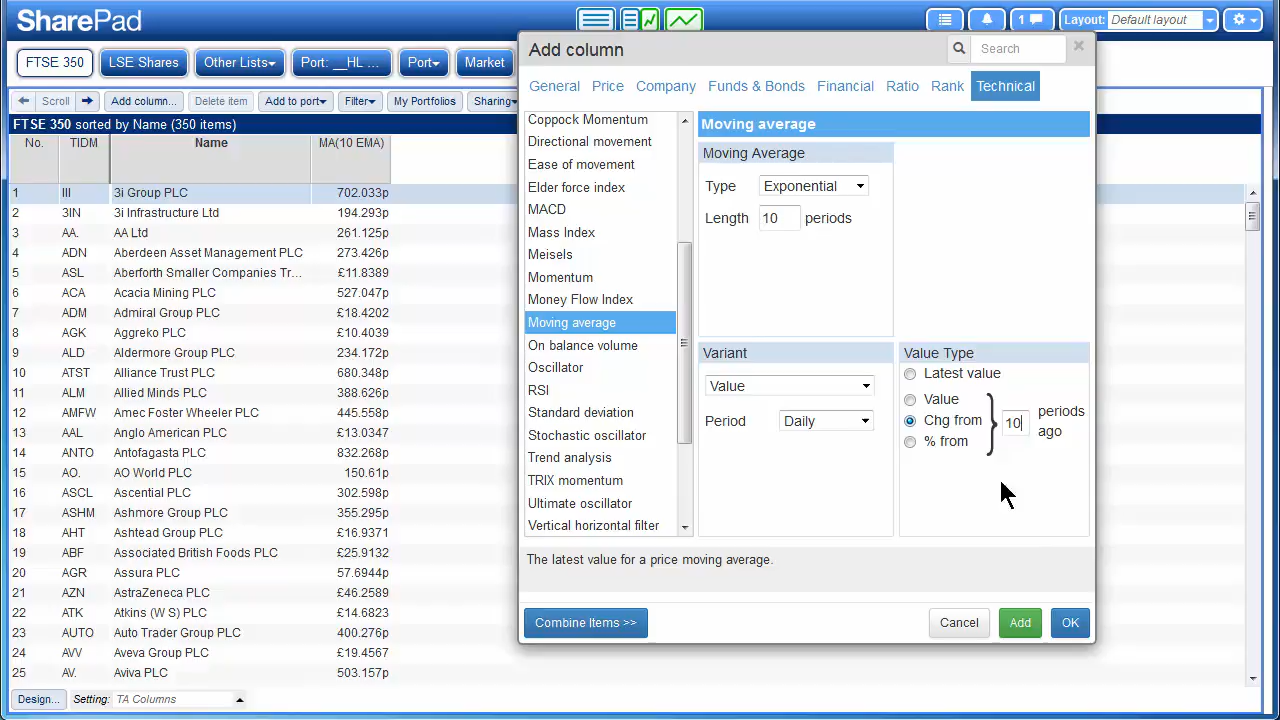 SharePad
1
Layout: Default layout
FTSE 350
LSE Shares
Other Lists
Port: __HL ...
Port
Market
Scroll
Add column...
Delete item
Add to port
Filter
My Portfolios
Sharing
FTSE 350 sorted by Name (350 items)
No. TIDM Name MA(10 EMA)
1 III 3i Group PLC 702.033p
2 3IN 3i Infrastructure Ltd 194.293p
3 AA. AA Ltd 261.125p
4 ADN Aberdeen Asset Management PLC 273.426p
5 ASL Aberforth Smaller Companies Tr... £11.8389
6 ACA Acacia Mining PLC 527.047p
7 ADM Admiral Group PLC £18.4202
8 AGK Aggreko PLC £10.4039
9 ALD Aldermore Group PLC 234.172p
10 ATST Alliance Trust PLC 680.348p
11 ALM Allied Minds PLC 388.626p
12 AMFW Amec Foster Wheeler PLC 445.558p
13 AAL Anglo American PLC £13.0347
14 ANTO Antofagasta PLC 832.268p
15 AO. AO World PLC 150.61p
16 ASCL Ascential PLC 302.598p
17 ASHM Ashmore Group PLC 355.295p
18 AHT Ashtead Group PLC £16.9371
19 ABF Associated British Foods PLC £25.9132
20 AGR Assura PLC 57.6944p
21 AZN AstraZeneca PLC £46.2589
22 ATK Atkins (W S) PLC £14.6823
23 AUTO Auto Trader Group PLC 400.276p
24 AVV Aveva Group PLC £19.4567
25 AV. Aviva PLC 503.157p
Design...
Setting: TA Columns
Add column
Search
General Price Company Funds & Bonds Financial Ratio Rank Technical
Coppock Momentum
Directional movement
Ease of movement
Elder force index
MACD
Mass Index
Meisels
Momentum
Money Flow Index
Moving average
On balance volume
Oscillator
RSI
Standard deviation
Stochastic oscillator
Trend analysis
TRIX momentum
Ultimate oscillator
Vertical horizontal filter
Moving average
Moving Average
Type Exponential
Length 10 periods
Variant
Value
Period Daily
Value Type
Latest value
Value
Chg from
% from
10
periods
ago
The latest value for a price moving average.
Combine Items >>
Cancel
Add
OK